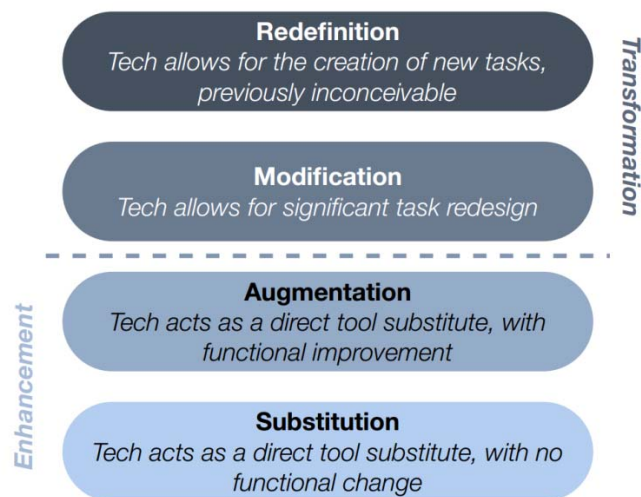 Redefinition
Tech allows for the creation of new tasks,
previously inconceivable
Transformation
Modification
Tech allows for significant task redesign
Augmentation
Tech acts as a direct tool substitute, with
functional improvement
Enhancement
Substitution
Tech acts as a direct tool substitute, with no
functional change